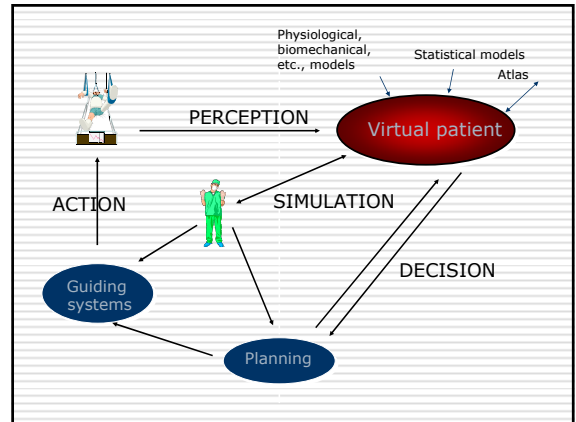 Physiological,
biomechanical,
etc., models
Statistical models
Atlas
PERCEPTION
Virtual patient
ACTION
SIMULATION
DECISION
Guiding
systems
Planning